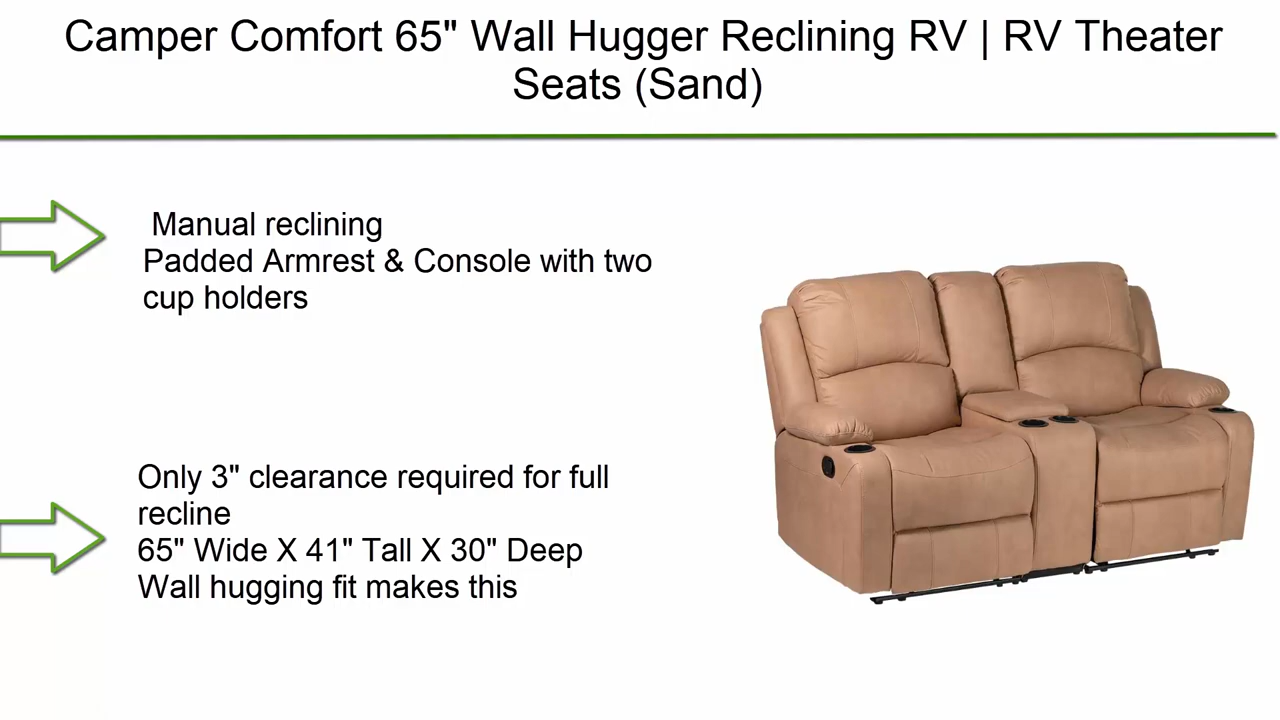 Camper Comfort 65" Wall Hugger Reclining RV | RV Theater
Seats (Sand)
Manual reclining
Padded Armrest & Console with two
cup holders
Only 3" clearance required for full
recline
65" Wide X 41" Tall X 30" Deep
Wall hugging fit makes this